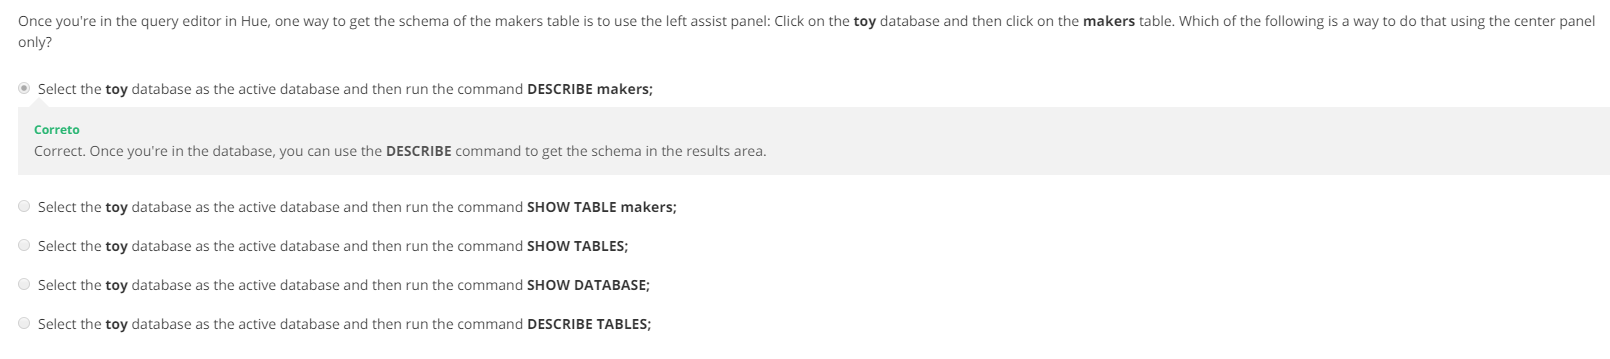 Once you're in the query editor in Hue, one way to get the schema of the makers table is to use the left assist panel: Click on the toy database and then click on the makers table. Which of the following is a way to do that using the center panel
only?
Select the toy database as the active database and then run the command DESCRIBE makers;
Correto
Correct. Once you're in the database, you can use the DESCRIBE command to get the schema in the results area.
Select the toy database as the active database and then run the command SHOW TABLE makers;
Select the toy database as the active database and then run the command SHOW TABLES;
Select the toy database as the active database and then run the command SHOW DATABASE;
Select the toy database as the active database and then run the command DESCRIBE TABLES;